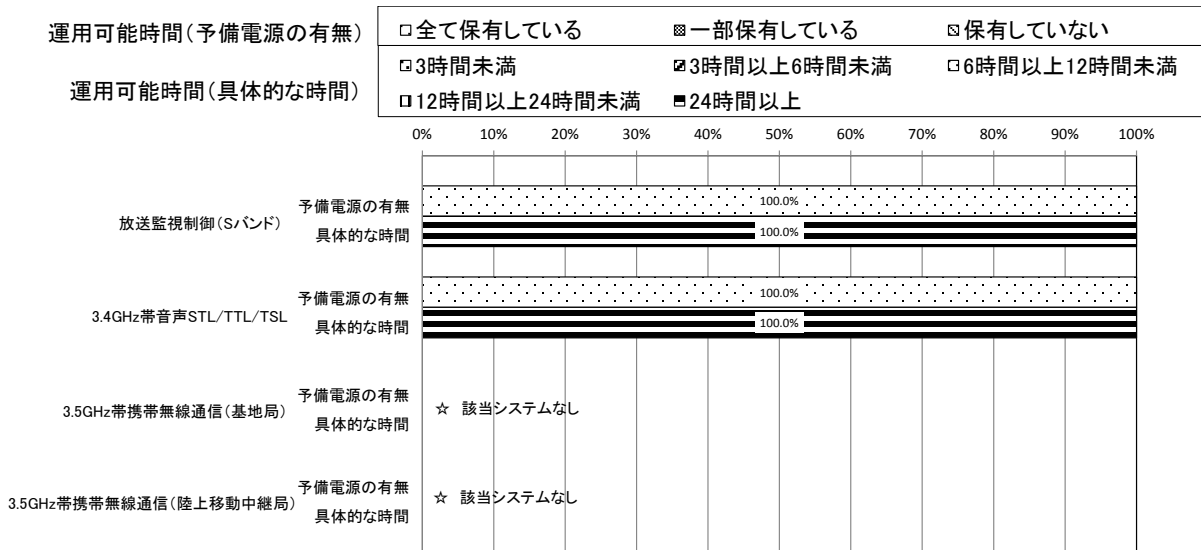 運用可能時間(予備電源の有無)
全て保有している 一部保有している 保有していない
運用可能時間(具体的な時間)
3時間未満 3時間以上6時間未満 6時間以上12時間未満
12時間以上24時間未満 24時間以上
0% 10% 20% 30% 40% 50% 60% 70% 80% 90% 100%
放送監視制御(Sバンド)
予備電源の有無
100.0%
具体的な時間
100.0%
3.4GHz帯音声STL/TTL/TSL
予備電源の有無
100.0%
具体的な時間
100.0%
3.5GHz帯携帯無線通信(基地局)
予備電源の有無
具体的な時間
☆ 該当システムなし
3.5GHz帯携帯無線通信(陸上移動中継局)
予備電源の有無
具体的な時間
☆ 該当システムなし